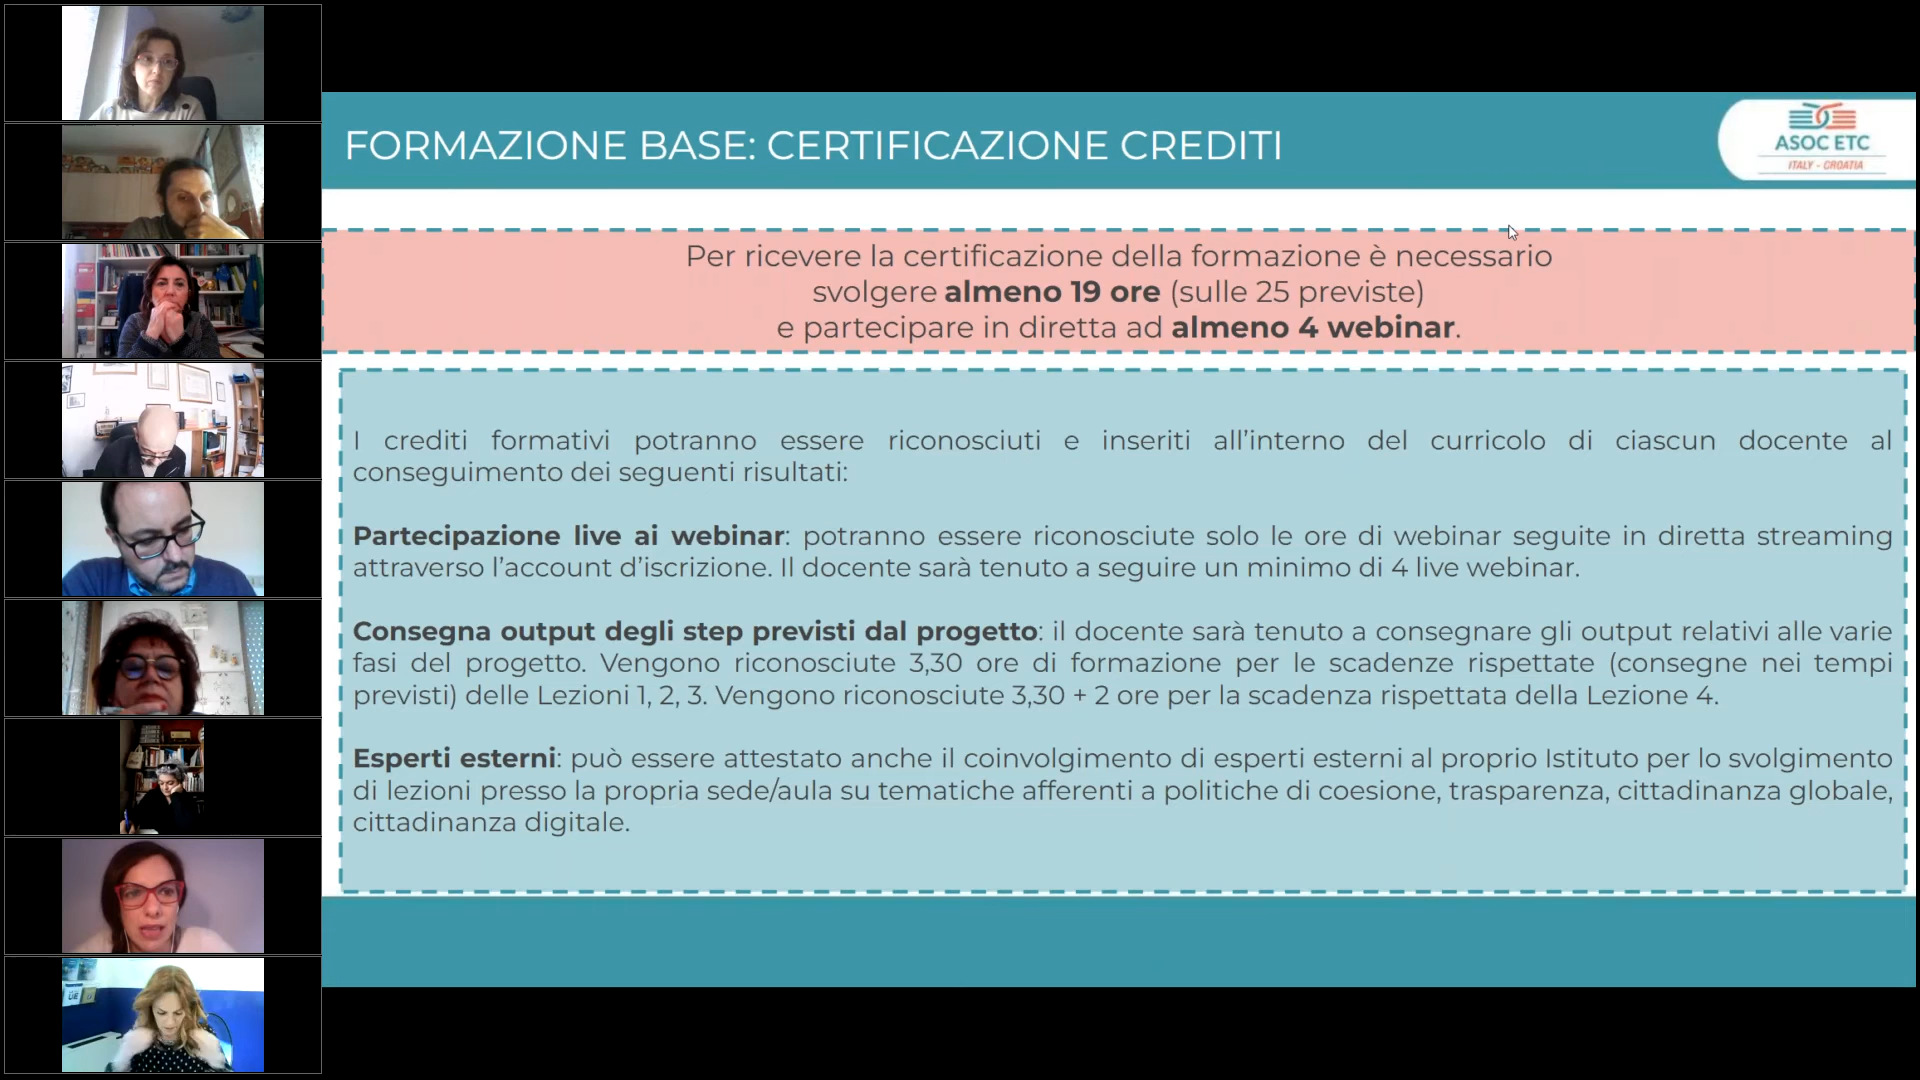 FORMAZIONE BASE: CERTIFICAZIONE CREDITI
ASOC ETC
ITALY - CROATIA
Per ricevere la certificazione della formazione è necessario
svolgere almeno 19 ore (sulle 25 previste)
e partecipare in diretta ad almeno 4 webinar.
I crediti formativi potranno essere riconosciuti e inseriti all’interno del curricolo di ciascun docente al
conseguimento dei seguenti risultati:
Partecipazione live ai webinar: potranno essere riconosciute solo le ore di webinar seguite in diretta streaming
attraverso l’account d’iscrizione. Il docente sarà tenuto a seguire un minimo di 4 live webinar.
Consegna output degli step previsti dal progetto: il docente sarà tenuto a consegnare gli output relativi alle varie
fasi del progetto. Vengono riconosciute 3,30 ore di formazione per le scadenze rispettate (consegne nei tempi
previsti) delle Lezioni 1, 2, 3. Vengono riconosciute 3,30 + 2 ore per la scadenza rispettata della Lezione 4.
Esperti esterni: può essere attestato anche il coinvolgimento di esperti esterni al proprio Istituto per lo svolgimento
di lezioni presso la propria sede/aula su tematiche afferenti a politiche di coesione, trasparenza, cittadinanza globale,
cittadinanza digitale.
UE